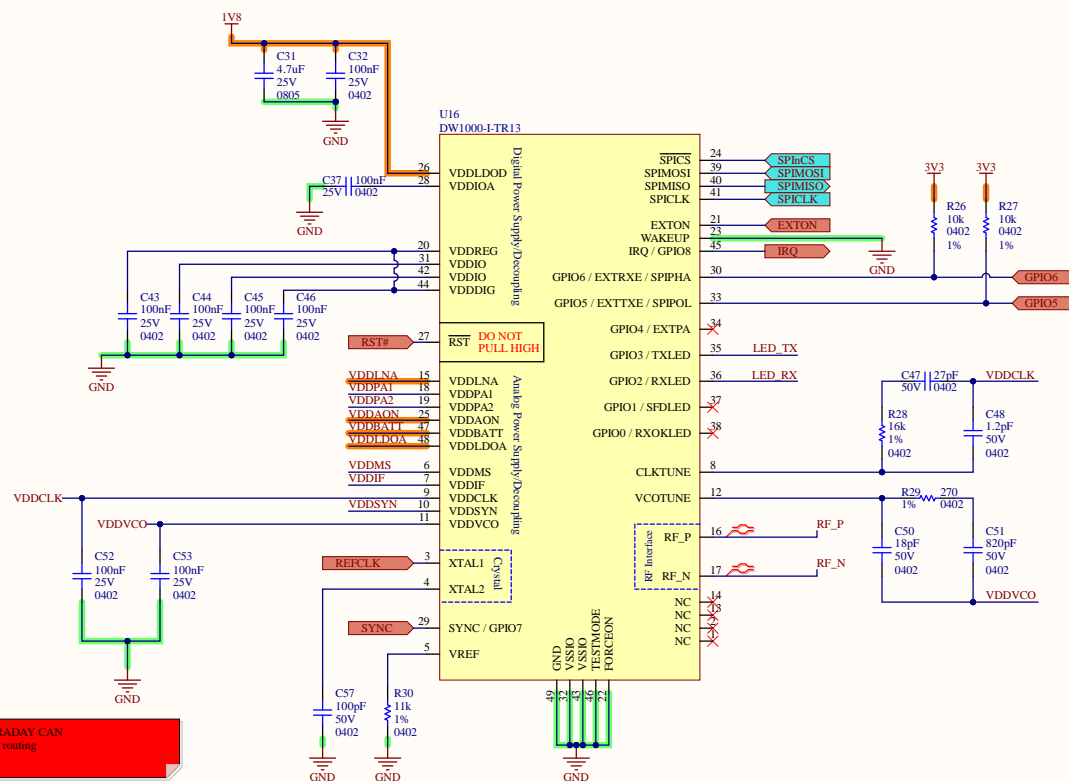 1V8
C31
4.7uF
25V
0805
C32
100nF
25V
0402
GND
U16
DW1000-I-TR13
C37 100nF
25V 0402
GND
26 VDDLDOD
28 VDDIOA
20 VDDREG
31 VDDIO
42 VDDIO
44 VDDDIG
Digital Power Supply/Decoupling
C43
100nF
25V
0402
C44
100nF
25V
0402
C45
100nF
25V
0402
C46
100nF
25V
0402
GND
RST# 27 RST
DO NOT
PULL HIGH
VDDLNA 15 VDDLNA
VDDPA1 18 VDDPA1
VDDPA2 19 VDDPA2
VDDAON 25 VDDAON
VDDBATT 47 VDDBATT
VDDLDOA 48 VDDLDOA
VDDMS 6 VDDMS
VDDIF 7 VDDIF
VDDCLK 9 VDDCLK
VDDSYN 10 VDDSYN
VDDVCO 11 VDDVCO
Analog Power Supply/Decoupling
C52
100nF
25V
0402
C53
100nF
25V
0402
GND
REFCLK 3 XTAL1
4 XTAL2
Crystal
SYNC 29 SYNC / GPIO7
5 VREF
C57
100pF
50V
0402
GND
R30
11k
1%
0402
GND
SPICS 24 SPInCS
SPIMOSI 39 SPIMOSI
SPIMISO 40 SPIMISO
SPICLK 41 SPICLK
EXTON 21 EXTON
WAKEUP 23
GND
IRQ / GPIO8 45 IRQ
GPIO6 / EXTRXE / SPIPHA 30 GPIO6
GPIO5 / EXTTXE / SPIPOL 33 GPIO5
3V3
R26
10k
0402
1%
3V3
R27
10k
0402
1%
GPIO4 / EXTPA 34
GPIO3 / TXLED 35 LED_TX
GPIO2 / RXLED 36 LED_RX
GPIO1 / SFDLED 37
GPIO0 / RXOKLED 38
CLKTUNE 8
C47 27pF
50V 0402
VDDCLK
R28
16k
1%
0402
C48
1.2pF
50V
0402
VCOTUNE 12
R29 270
1% 0402
C50
18pF
50V
0402
C51
820pF
50V
0402
VDDVCO
RF Interface
RF_P 16 RF_P
RF_N 17 RF_N
NC 14
NC 13
NC 2
NC 1
GND 49
VSSIO 32
VSSIO 43
TESTMODE 46
FORCEON 22
GND
RADAY CAN
routing